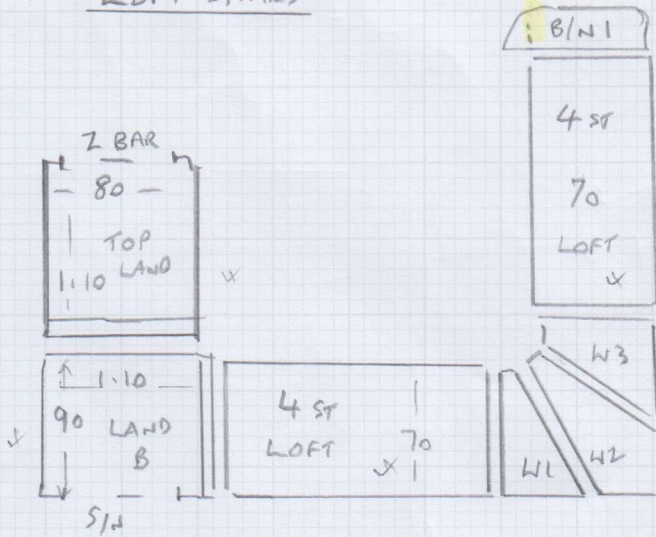 B/N 1
4 ST
70
LOFT
Z BAR
80
TOP
LAND
1.10
W3
1.10
90 LAND
B
S/N
4 ST
LOFT 70
W1
W2